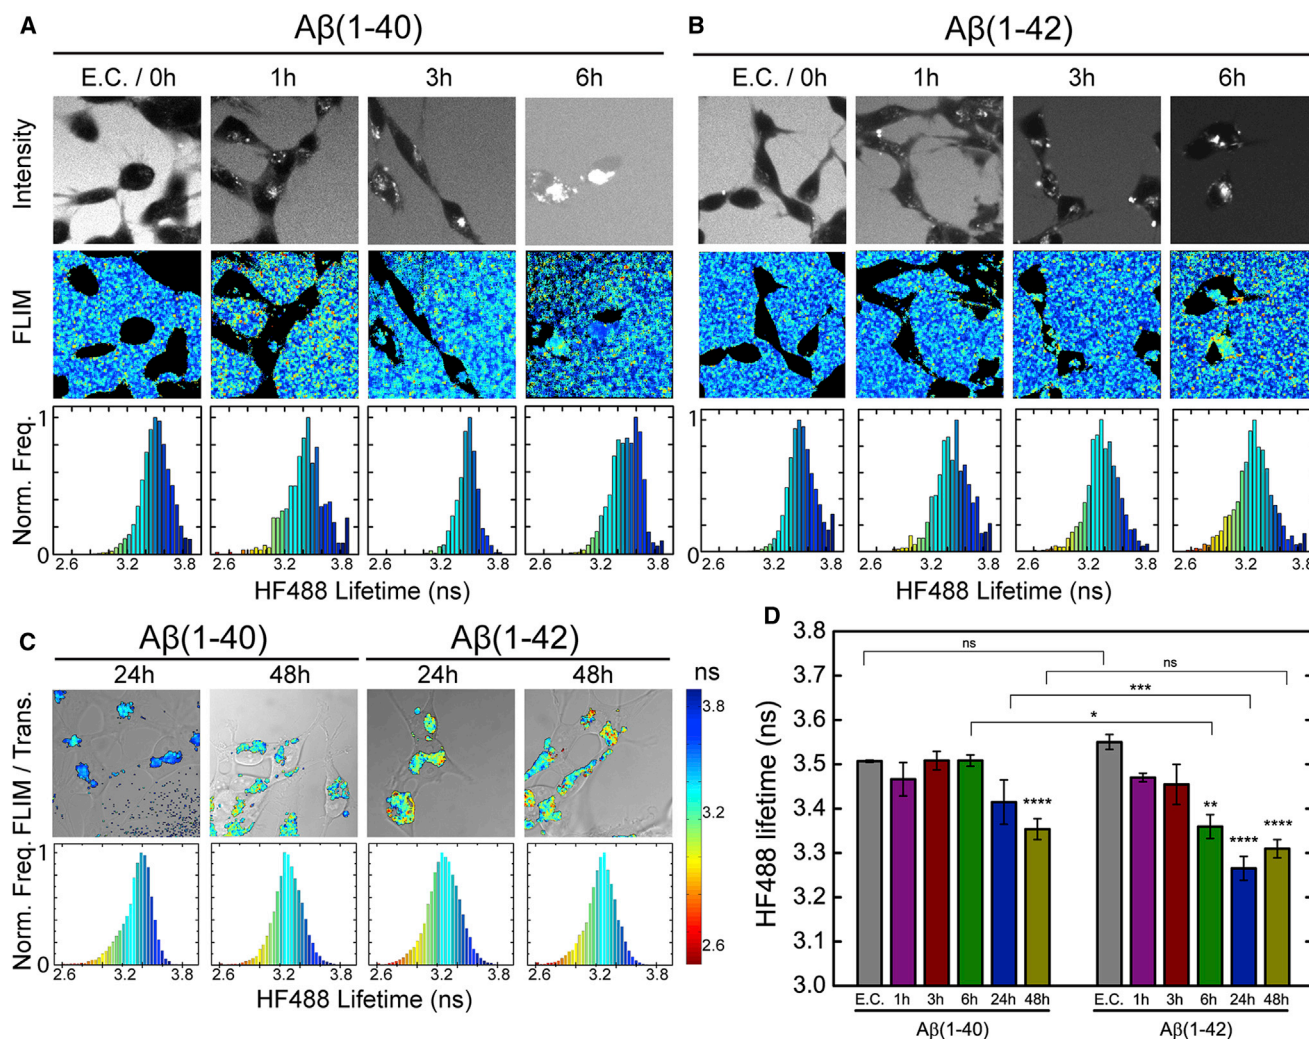 A
Aβ(1-40)
E.C. / 0h 1h 3h 6h
Intensity
FLIM
Norm. Freq.
1
0
2.6 3.2 3.8 2.6 3.2 3.8 2.6 3.2 3.8 2.6 3.2 3.8
HF488 Lifetime (ns)
B
Aβ(1-42)
E.C. / 0h 1h 3h 6h
1
0
2.6 3.2 3.8 2.6 3.2 3.8 2.6 3.2 3.8 2.6 3.2 3.8
HF488 Lifetime (ns)
C
Aβ(1-40) Aβ(1-42)
24h 48h 24h 48h
ns
3.8
3.2
2.6
FLIM / Trans.
Norm. Freq.
1
0
2.6 3.2 3.8 2.6 3.2 3.8 2.6 3.2 3.8 2.6 3.2 3.8
HF488 Lifetime (ns)
D
HF488 lifetime (ns)
3.8
3.7
3.6
3.5
3.4
3.3
3.2
3.1
3.0
ns
ns
***
*
****
**
****
****
E.C. 1h 3h 6h 24h 48h E.C. 1h 3h 6h 24h 48h
Aβ(1-40) Aβ(1-42)